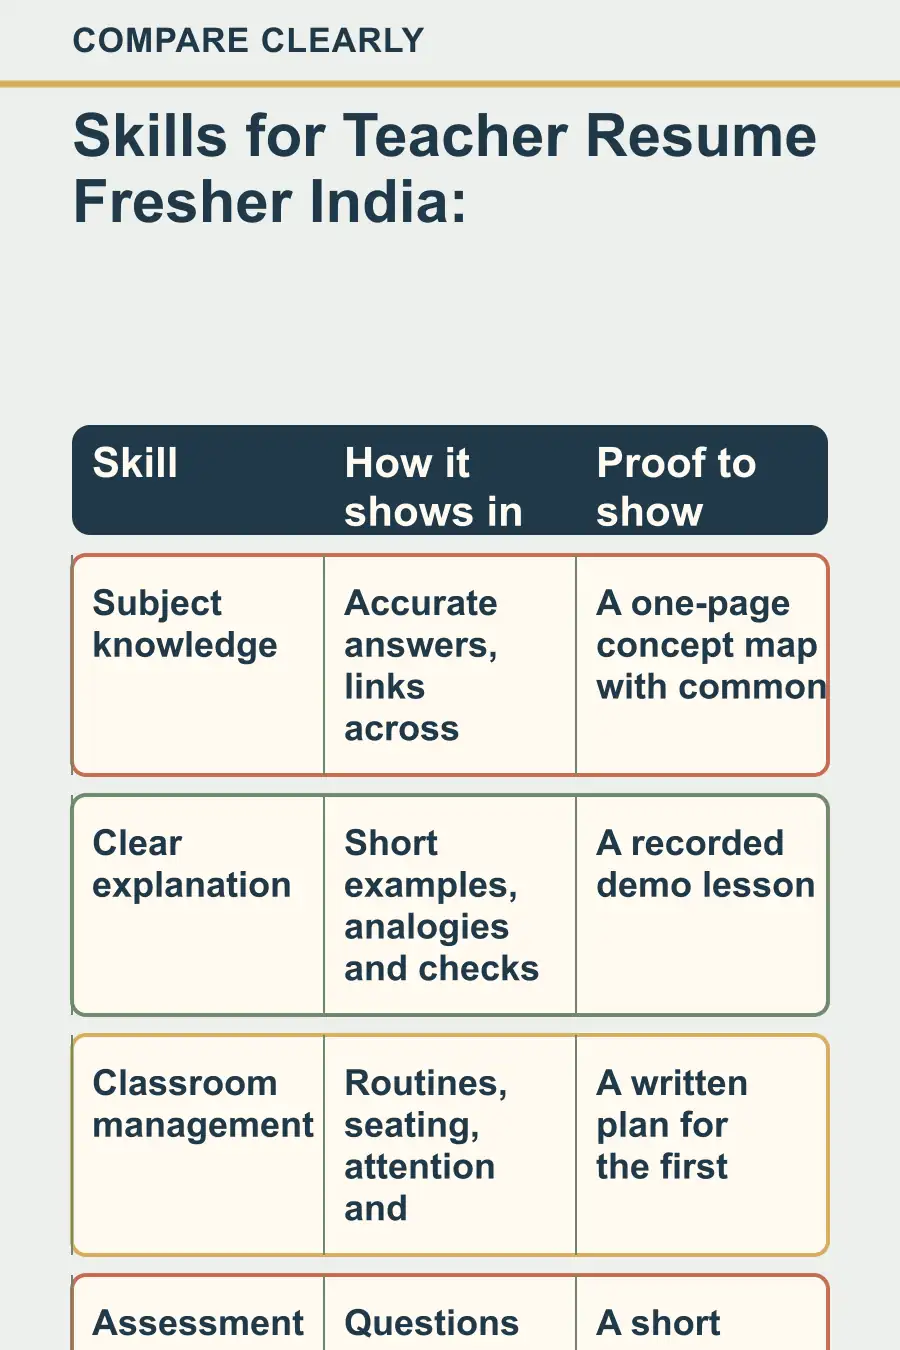 COMPARE CLEARLY
Skills for Teacher Resume
Fresher India:
Skill
How it
shows in
Proof to
show
Subject
knowledge
Accurate
answers,
links
across
A one-page
concept map
with common
Clear
explanation
Short
examples,
analogies
and checks
A recorded
demo lesson
Classroom
management
Routines,
seating,
attention
and
A written
plan for
the first
Assessment
Questions
A short